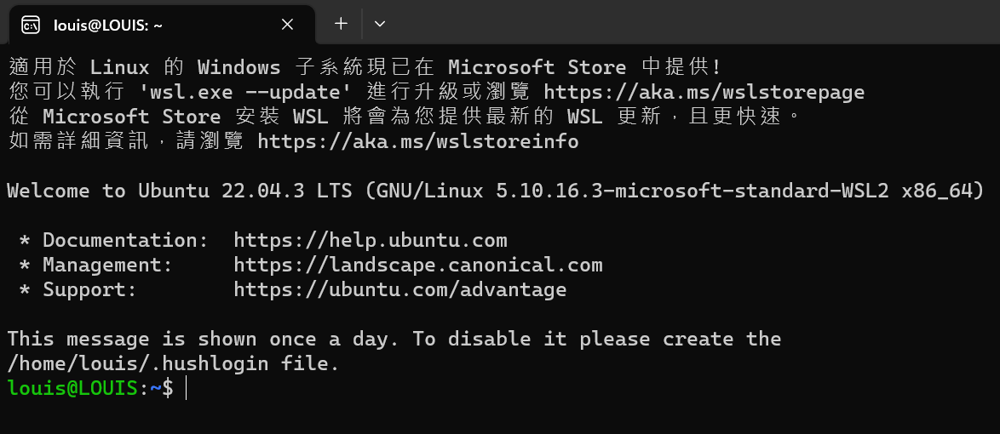 louis@LOUIS: ~
適用於 Linux 的 Windows 子系統現已在 Microsoft Store 中提供!
您可以執行 'wsl.exe --update' 進行升級或瀏覽 https://aka.ms/wslstorepage
從 Microsoft Store 安裝 WSL 將會為您提供最新的 WSL 更新，且更快速。
如需詳細資訊，請瀏覽 https://aka.ms/wslstoreinfo
Welcome to Ubuntu 22.04.3 LTS (GNU/Linux 5.10.16.3-microsoft-standard-WSL2 x86_64)
* Documentation:  https://help.ubuntu.com
* Management:     https://landscape.canonical.com
* Support:        https://ubuntu.com/advantage
This message is shown once a day. To disable it please create the
/home/louis/.hushlogin file.
louis@LOUIS:~$